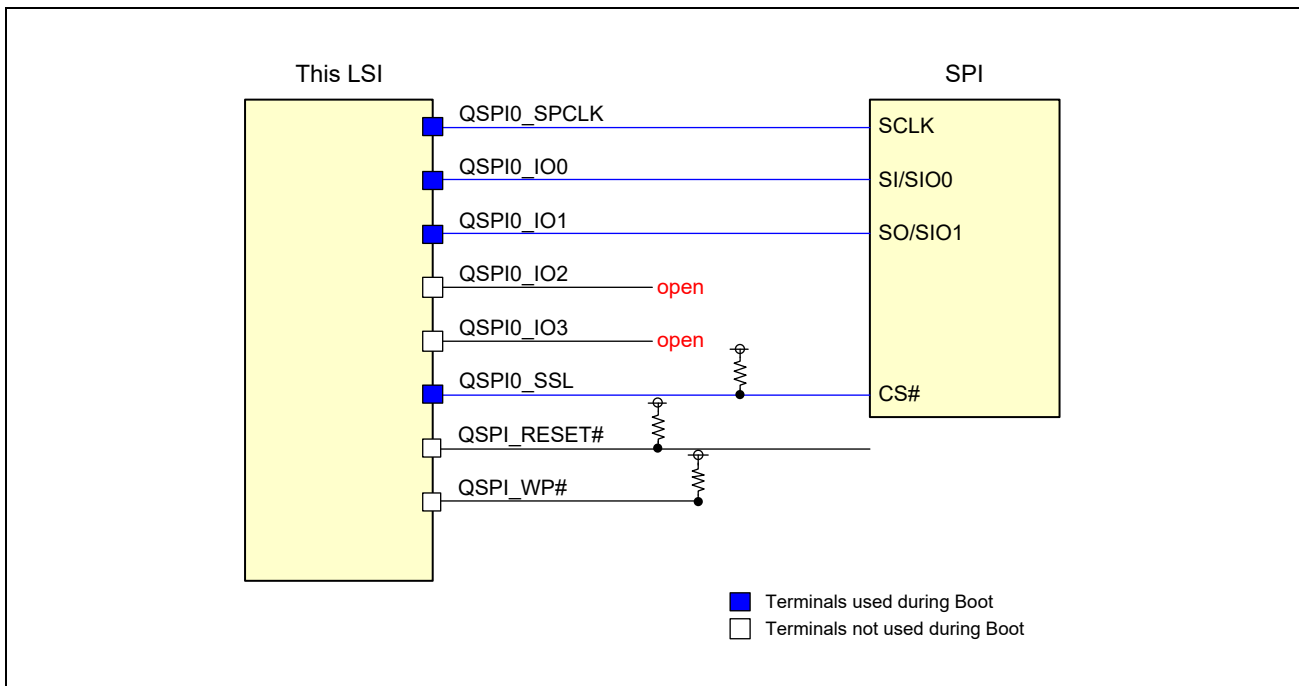 This LSI
SPI
QSPI0_SPCLK
SCLK
QSPI0_IO0
SI/SIO0
QSPI0_IO1
SO/SIO1
QSPI0_IO2
open
QSPI0_IO3
open
QSPI0_SSL
CS#
QSPI_RESET#
QSPI_WP#
Terminals used during Boot
Terminals not used during Boot